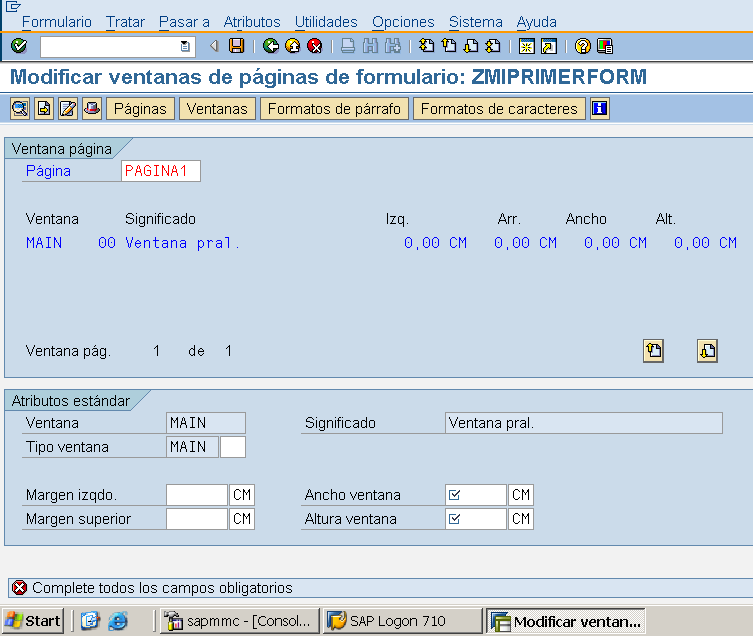 Formulario Tratar Pasar a Atributos Utilidades Opciones Sistema Ayuda
Modificar ventanas de páginas de formulario: ZMIPRIMERFORM
Páginas Ventanas Formatos de párrafo Formatos de caracteres
Ventana página
Página PAGINA1
Ventana Significado Izq. Arr. Ancho Alt.
MAIN 00 Ventana pral. 0,00 CM 0,00 CM 0,00 CM 0,00 CM
Ventana pág. 1 de 1
Atributos estándar
Ventana MAIN Significado Ventana pral.
Tipo ventana MAIN
Margen izqdo. CM Ancho ventana CM
Margen superior CM Altura ventana CM
Complete todos los campos obligatorios
Start sapmmc - [Consol... SAP Logon 710 Modificar ventan...